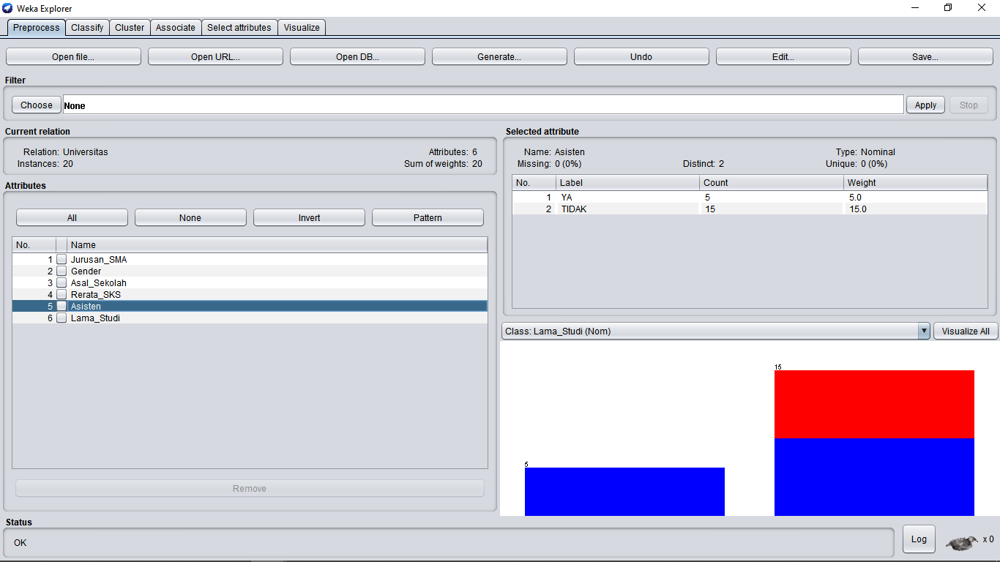 Weka Explorer
Preprocess Classify Cluster Associate Select attributes Visualize
Open file... Open URL... Open DB... Generate... Undo Edit... Save...
Filter
Choose None Apply Stop
Current relation
Relation: Universitas Attributes: 6
Instances: 20 Sum of weights: 20
Attributes
All None Invert Pattern
No. Name
1 Jurusan_SMA
2 Gender
3 Asal_Sekolah
4 Rerata_SKS
5 Asisten
6 Lama_Studi
Remove
Selected attribute
Name: Asisten Type: Nominal
Missing: 0 (0%) Distinct: 2 Unique: 0 (0%)
No. Label Count Weight
1 YA 5 5.0
2 TIDAK 15 15.0
Class: Lama_Studi (Nom) Visualize All
15
5
Status
OK
Log x 0